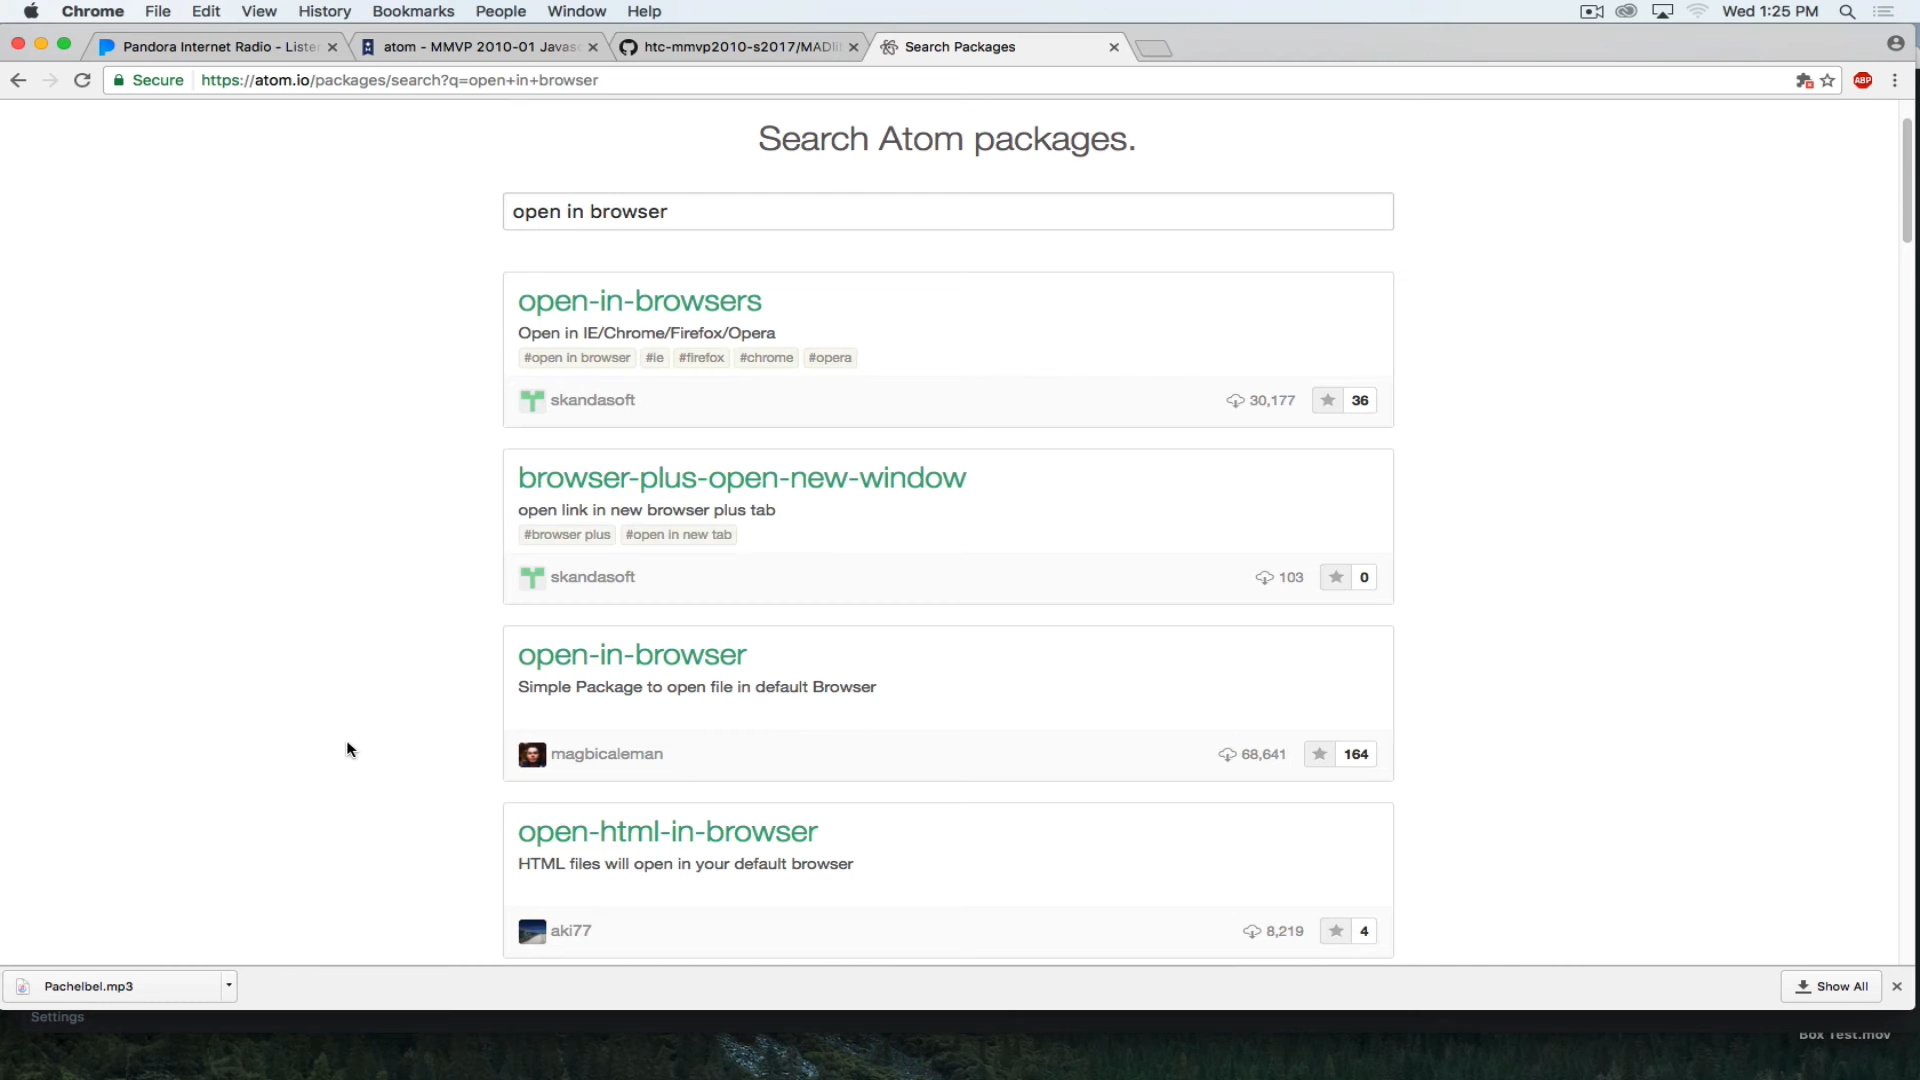 Chrome File Edit View History Bookmarks People Window Help Wed 1:25 PM
Pandora Internet Radio - Liste atom - MMVP 2010-01 Javas htc-mmvp2010-s2017/MADli Search Packages
Secure https://atom.io/packages/search?q=open+in+browser ABP
Search Atom packages.
open in browser
open-in-browsers
Open in IE/Chrome/Firefox/Opera
#open in browser #ie #firefox #chrome #opera
skandasoft 30,177 36
browser-plus-open-new-window
open link in new browser plus tab
#browser plus #open in new tab
skandasoft 103 0
open-in-browser
Simple Package to open file in default Browser
magbicaleman 68,641 164
open-html-in-browser
HTML files will open in your default browser
aki77 8,219 4
Pachelbel.mp3 Show All
Settings
Box Test.mov